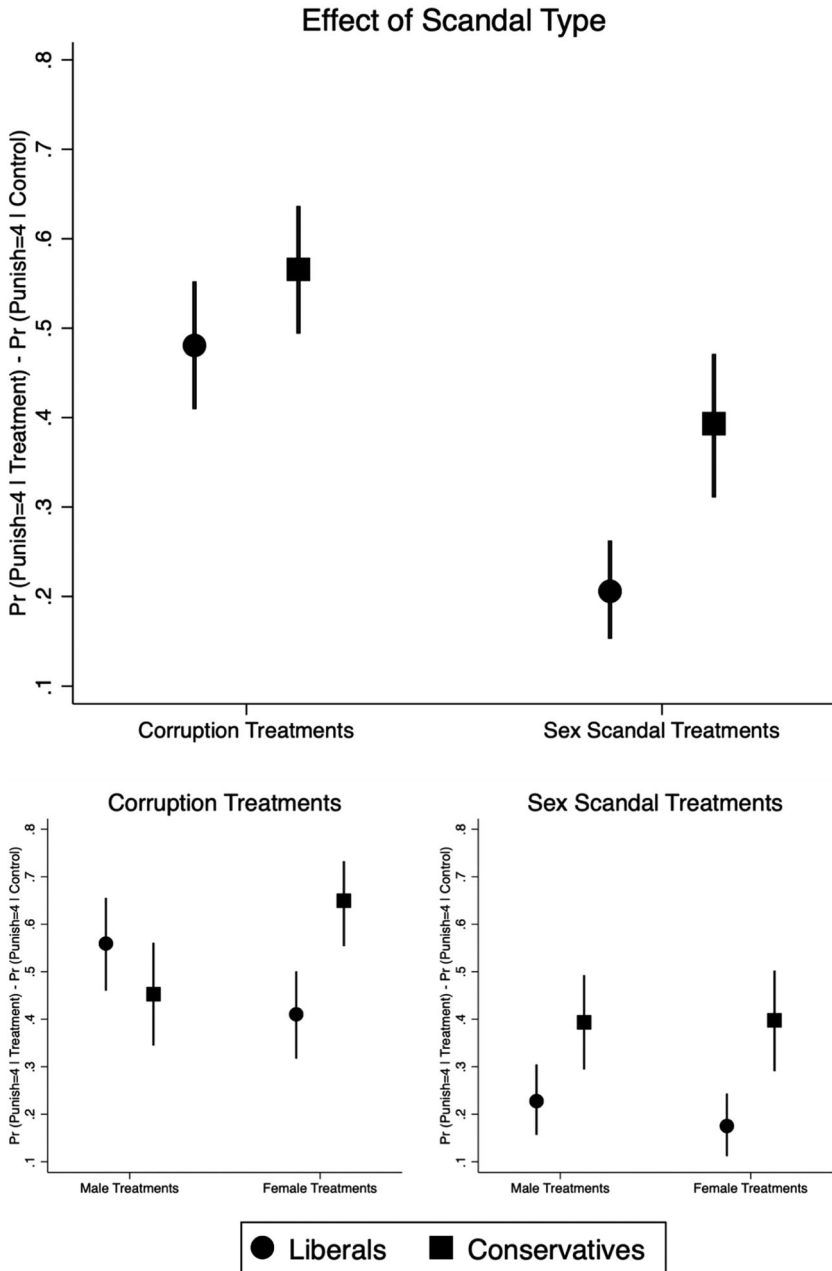 Effect of Scandal Type
Pr (Punish=4 | Treatment) - Pr (Punish=4 | Control)
.8
.7
.6
.5
.4
.3
.2
.1
Corruption Treatments
Sex Scandal Treatments
Corruption Treatments
Pr (Punish=4 | Treatment) - Pr (Punish=4 | Control)
.8
.7
.6
.5
.4
.3
.2
.1
Male Treatments
Female Treatments
Sex Scandal Treatments
Pr (Punish=4 | Treatment) - Pr (Punish=4 | Control)
.8
.7
.6
.5
.4
.3
.2
.1
Male Treatments
Female Treatments
Liberals
Conservatives